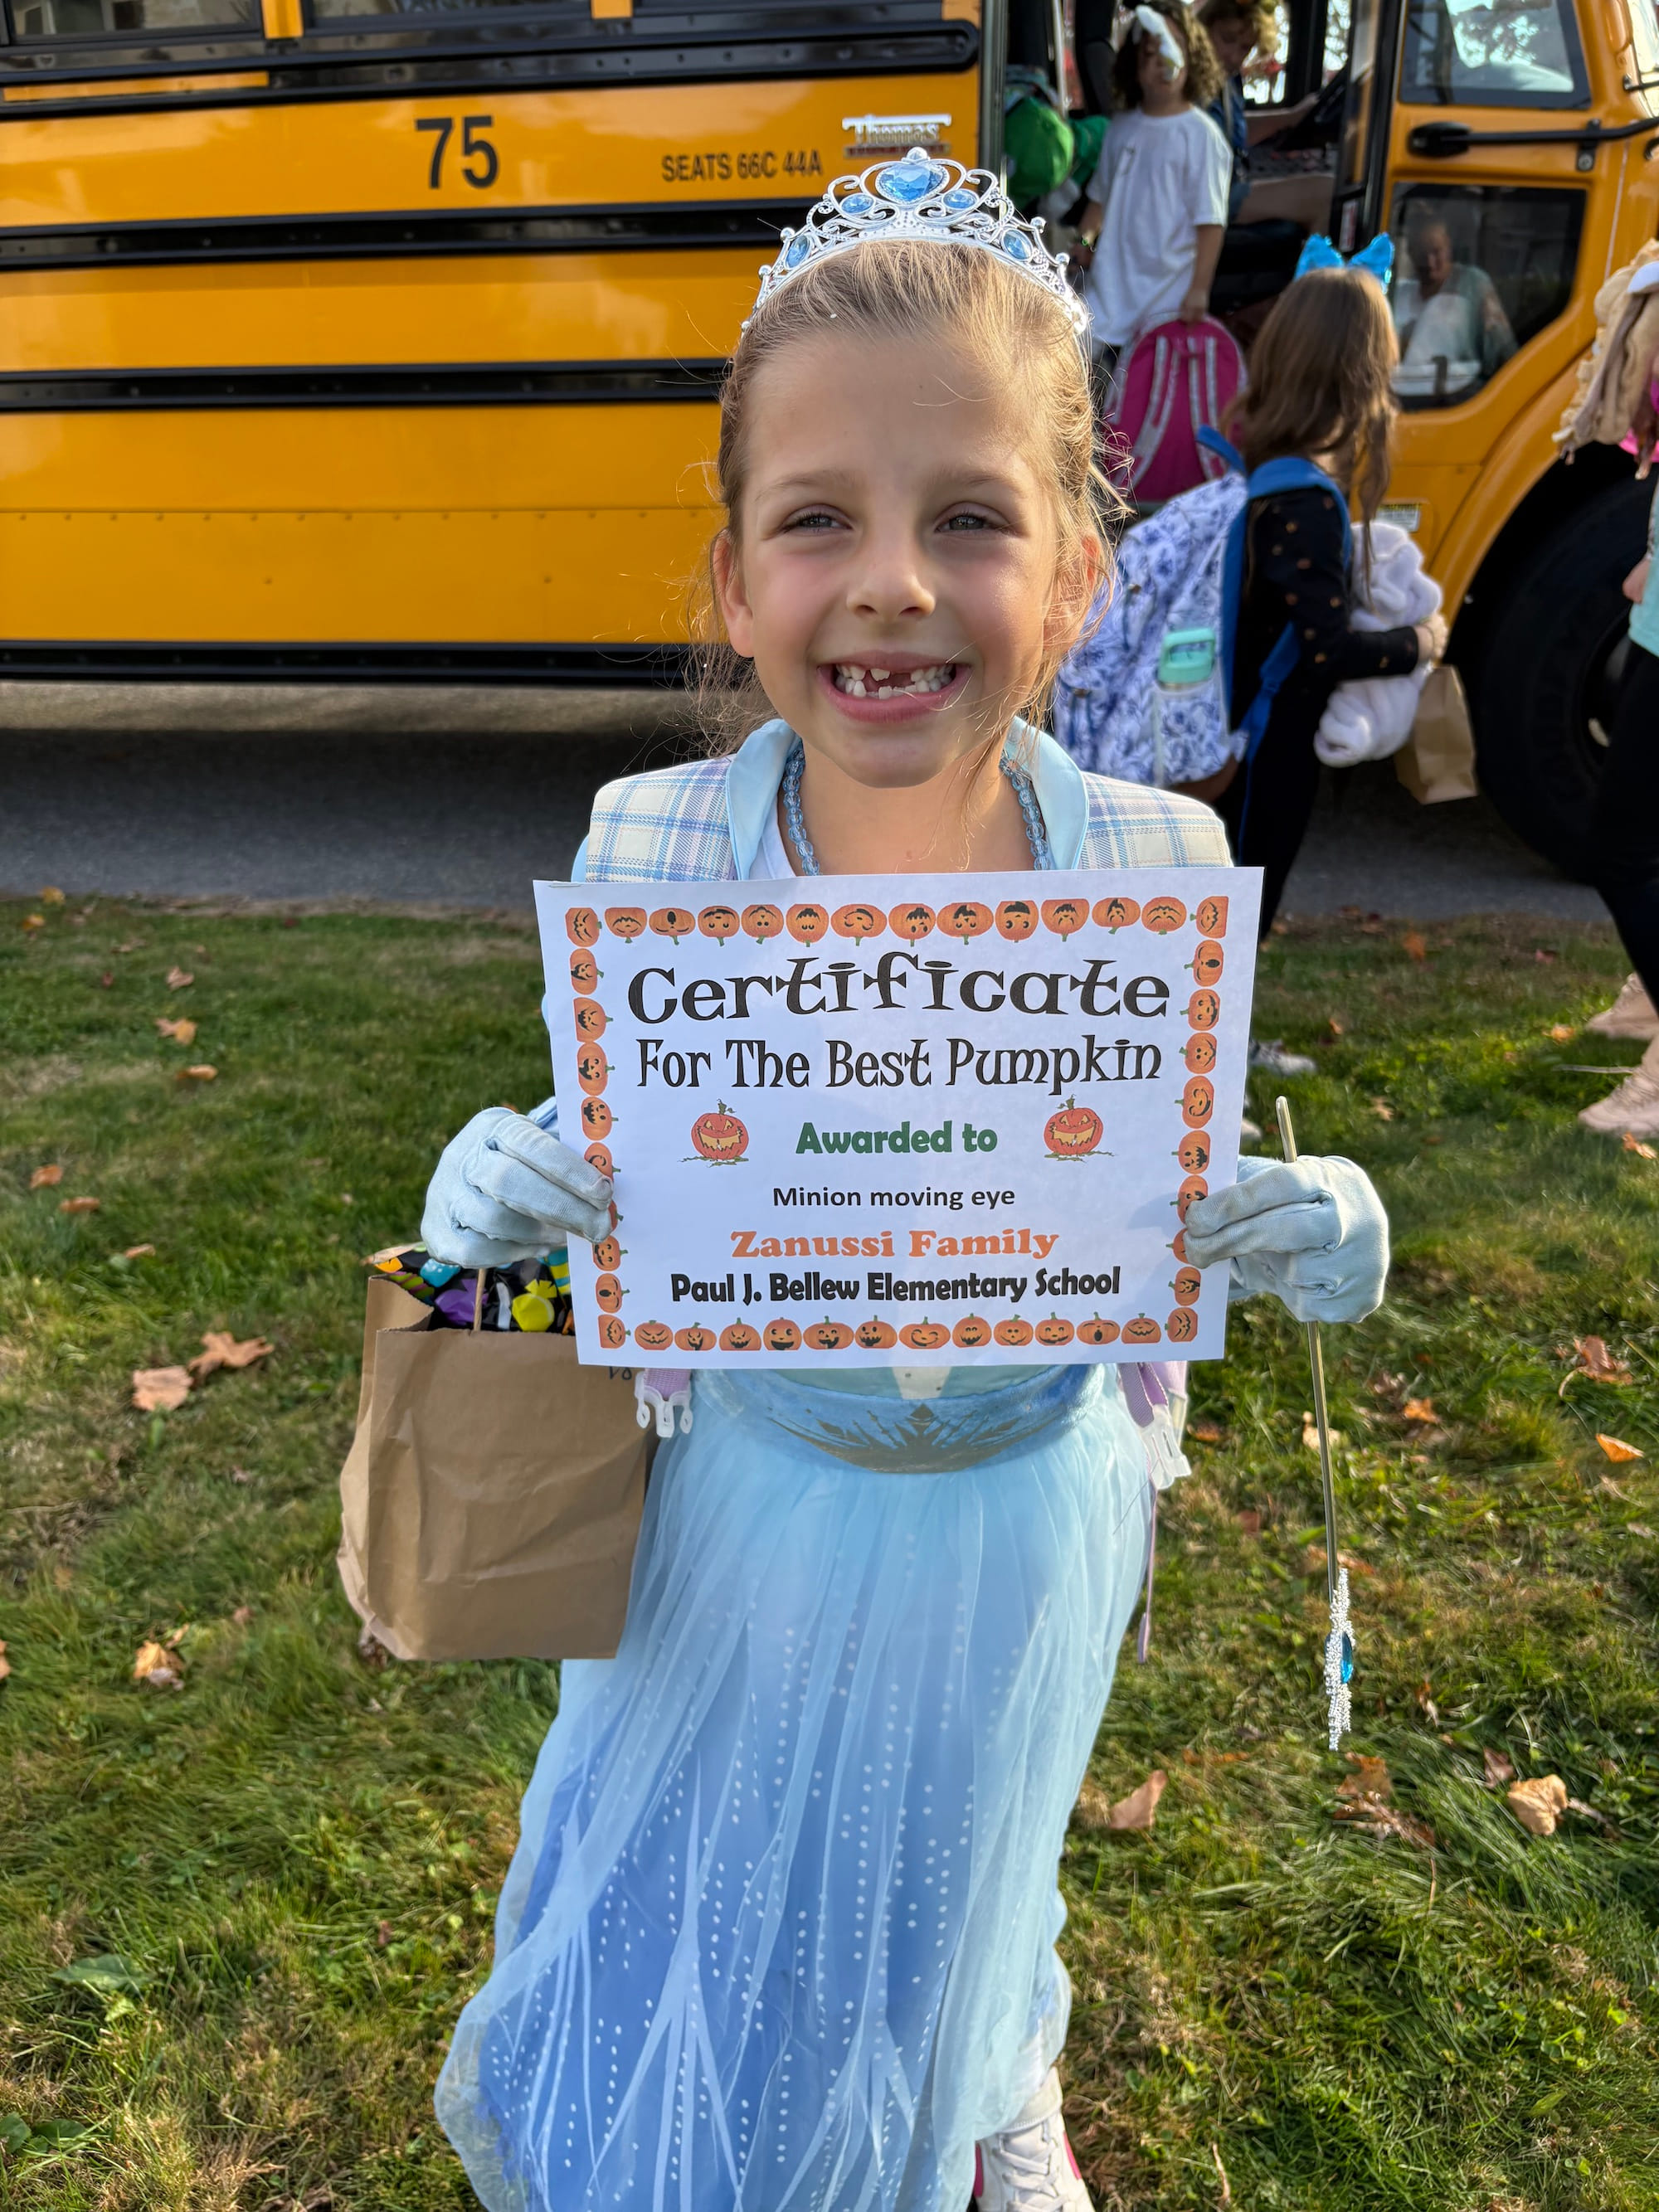 75
SEATS 66C 44A
Thomas
Certificate
For The Best Pumpkin
Awarded to
Minion moving eye
Zanussi Family
Paul J. Bellew Elementary School